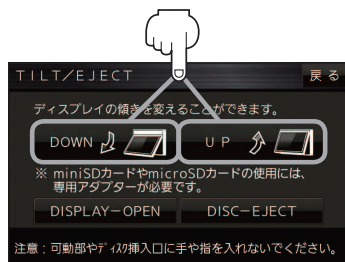 TILT/EJECT 戻る
ディスプレイの傾きを変えることができます。
DOWN UP
※ miniSDカードやmicroSDカードの使用には、
専用アダプターが必要です。
DISPLAY−OPEN DISC−EJECT
注意：可動部やﾃﾞｨｽｸ挿入口に手や指を入れないでください。